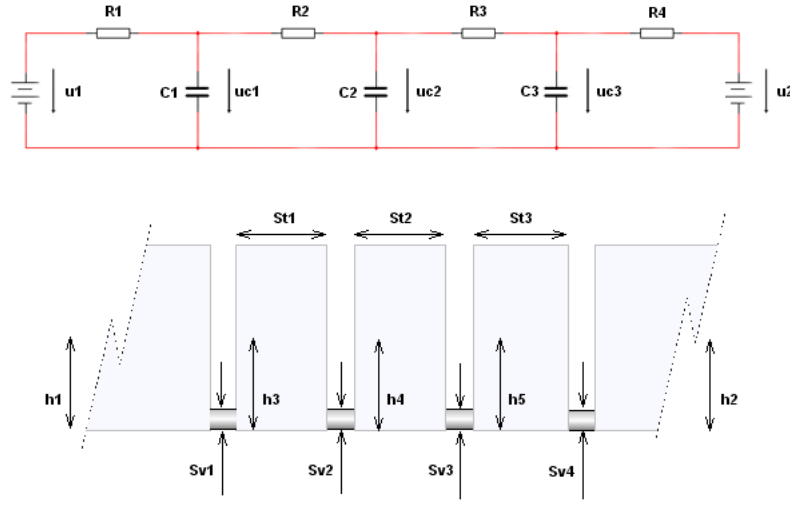 R1 R2 R3 R4
u1 C1 uc1 C2 uc2 C3 uc3 u2
St1 St2 St3
h1 h3 h4 h5 h2
Sv1 Sv2 Sv3 Sv4